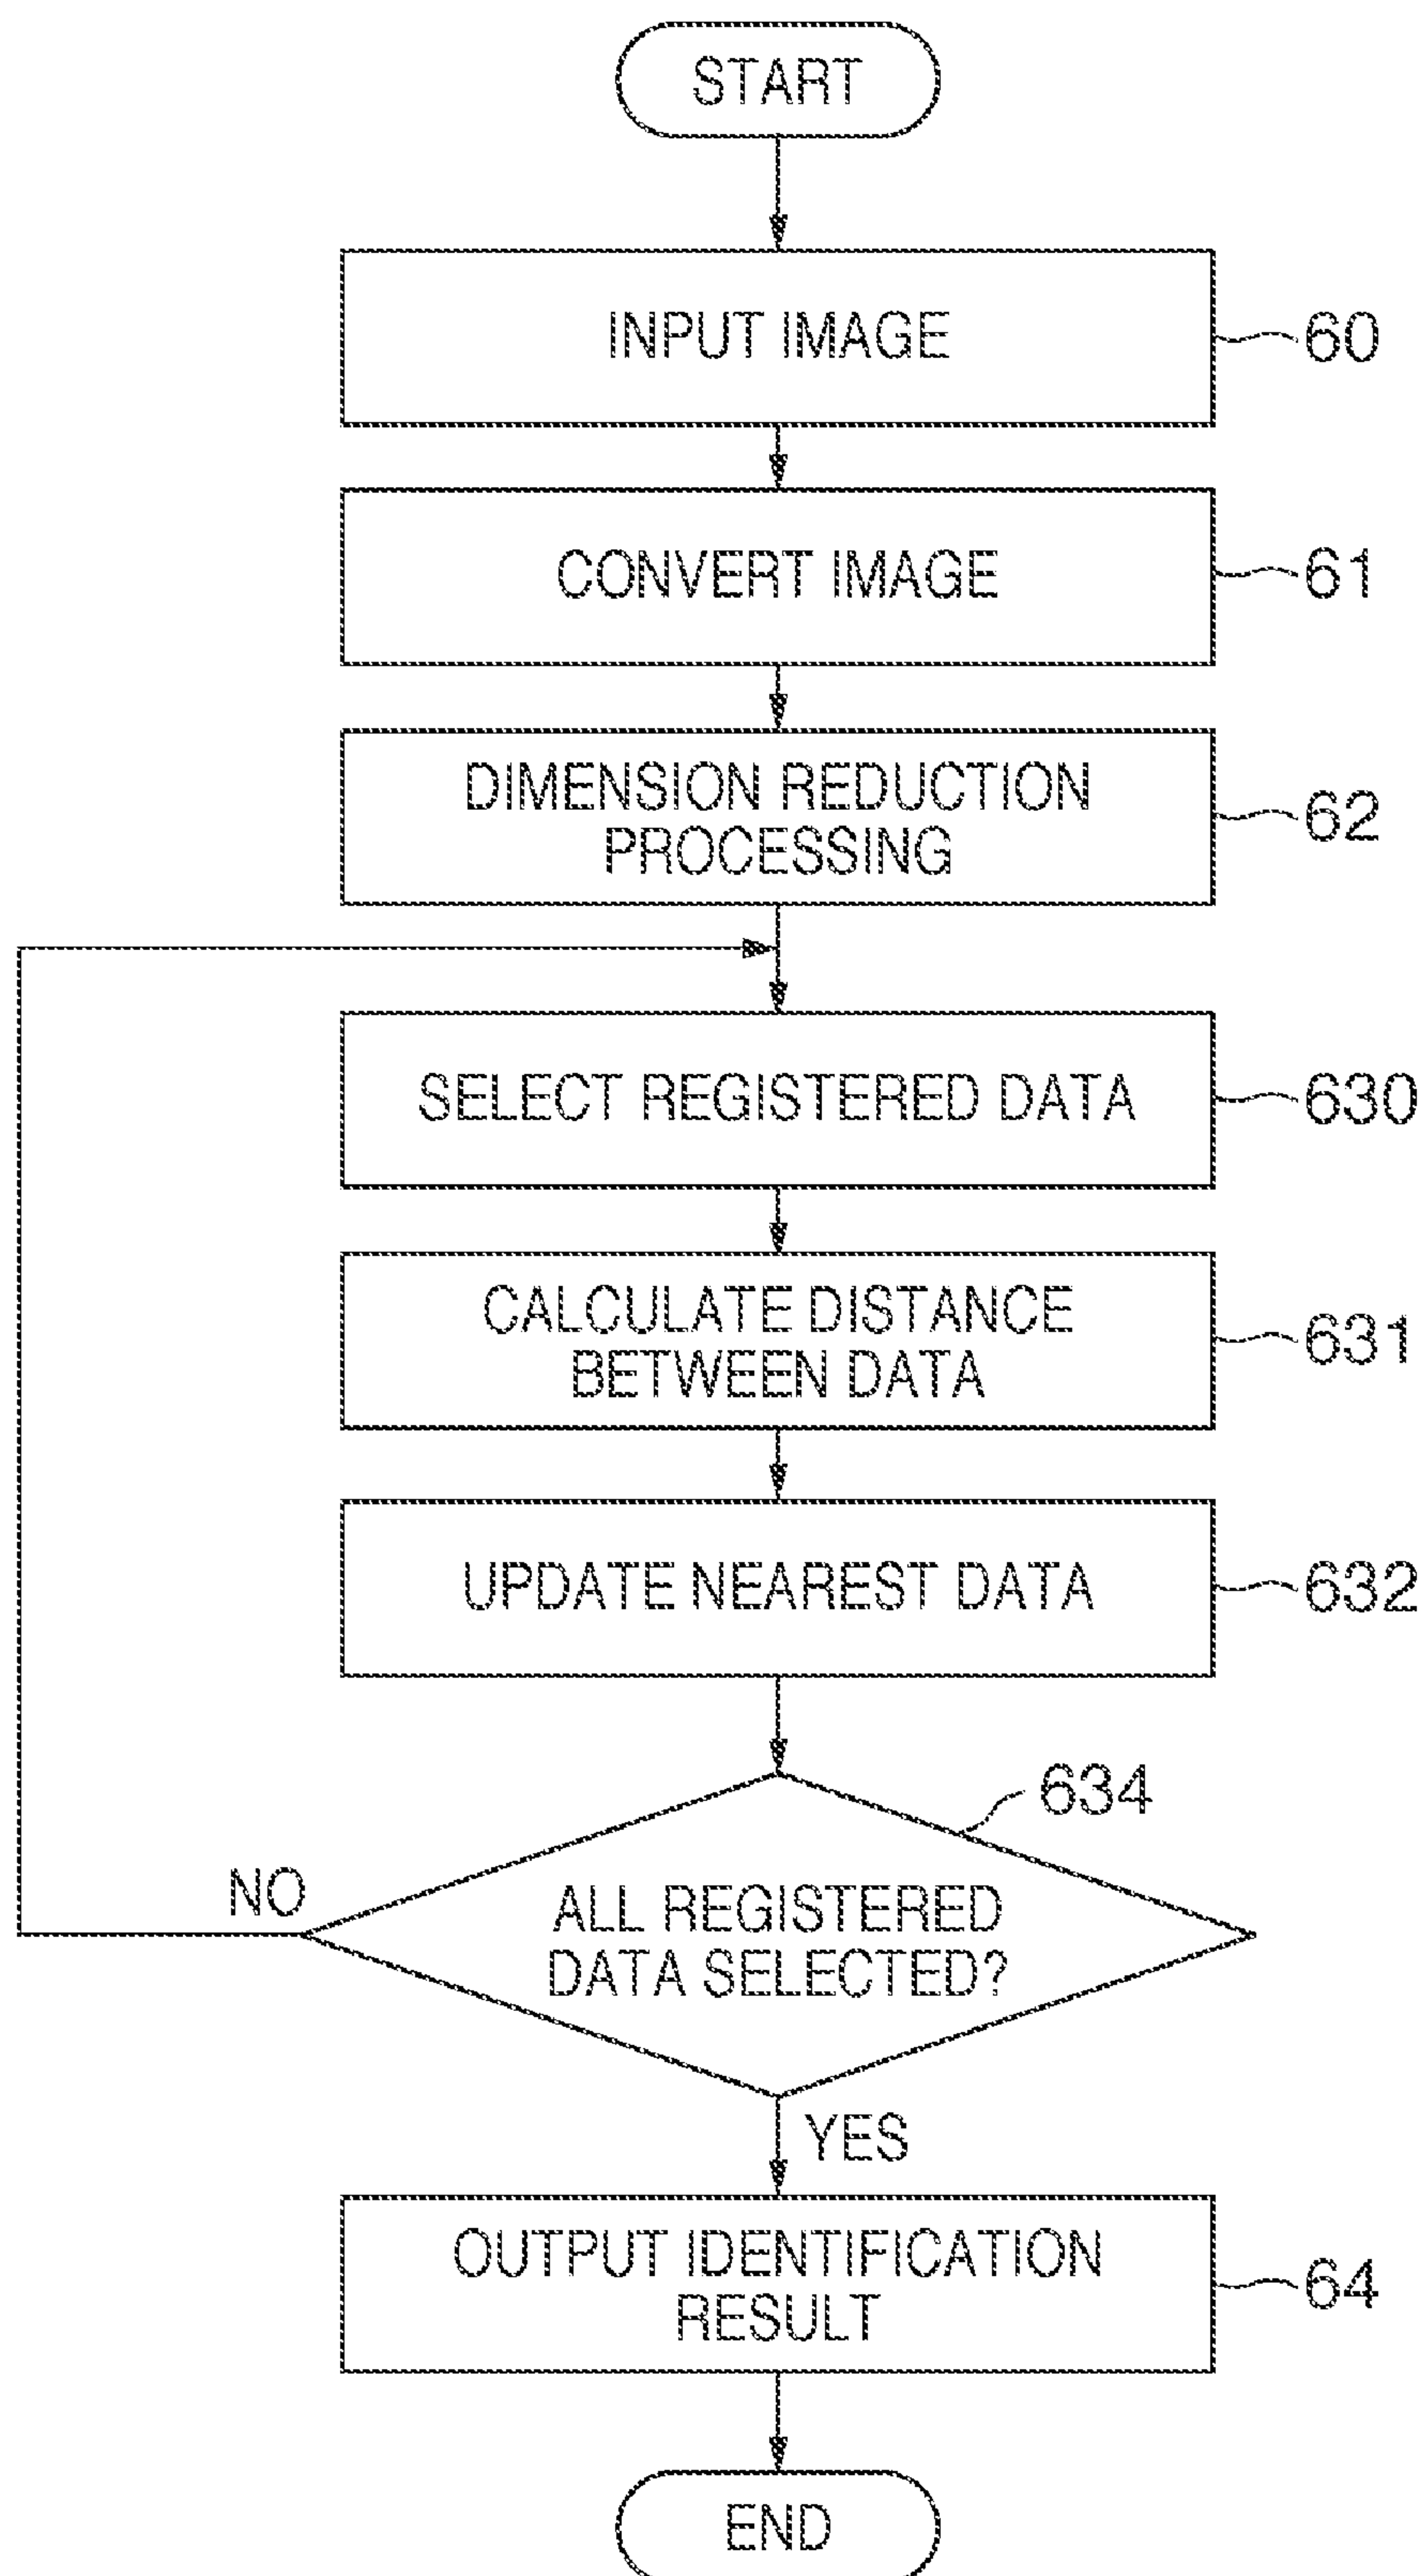 START
INPUT IMAGE
60
CONVERT IMAGE
61
DIMENSION REDUCTION
PROCESSING
62
SELECT REGISTERED DATA
630
CALCULATE DISTANCE
BETWEEN DATA
631
UPDATE NEAREST DATA
632
634
NO
ALL REGISTERED
DATA SELECTED?
YES
OUTPUT IDENTIFICATION
RESULT
64
END